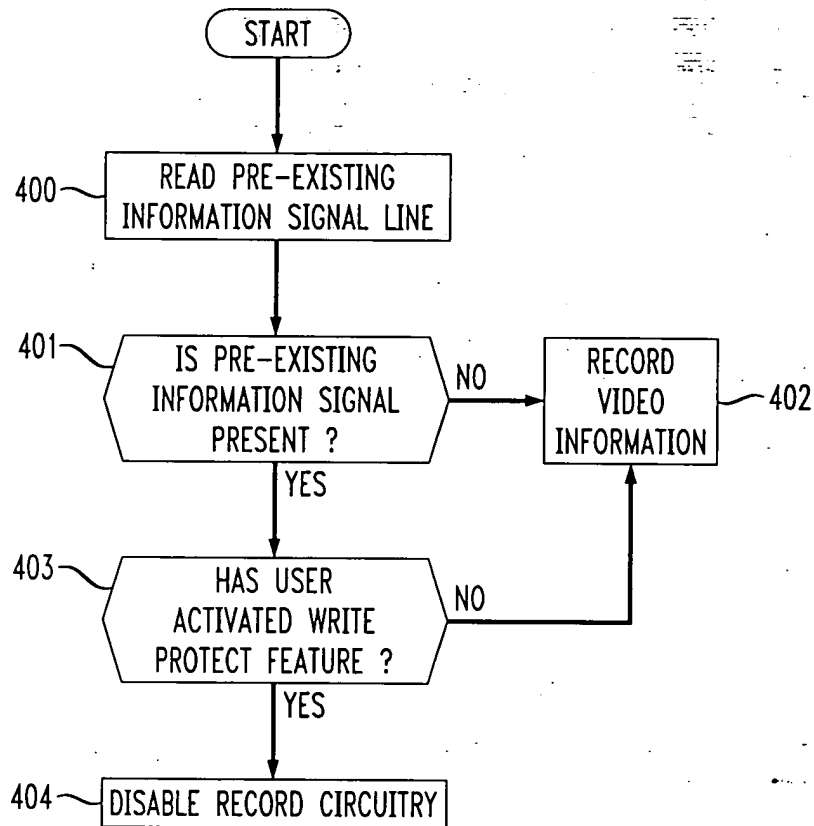 START
400
READ PRE-EXISTING
INFORMATION SIGNAL LINE
401
IS PRE-EXISTING
INFORMATION SIGNAL
PRESENT ?
NO
RECORD
VIDEO
INFORMATION
402
YES
403
HAS USER
ACTIVATED WRITE
PROTECT FEATURE ?
NO
YES
404
DISABLE RECORD CIRCUITRY